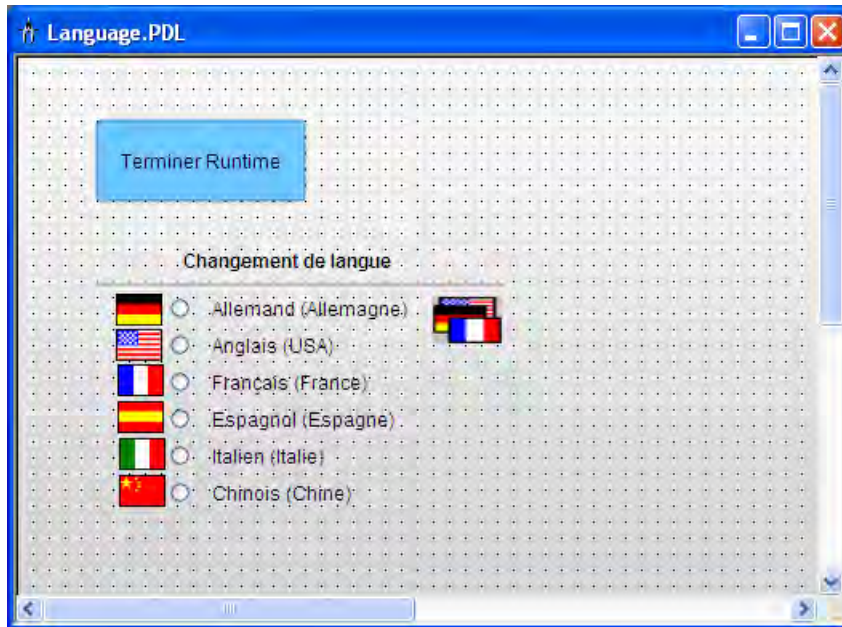 Language.PDL
Terminer Runtime
Changement de langue
Allemand (Allemagne)
Anglais (USA)
Français (France)
Espagnol (Espagne)
Italien (Italie)
Chinois (Chine)